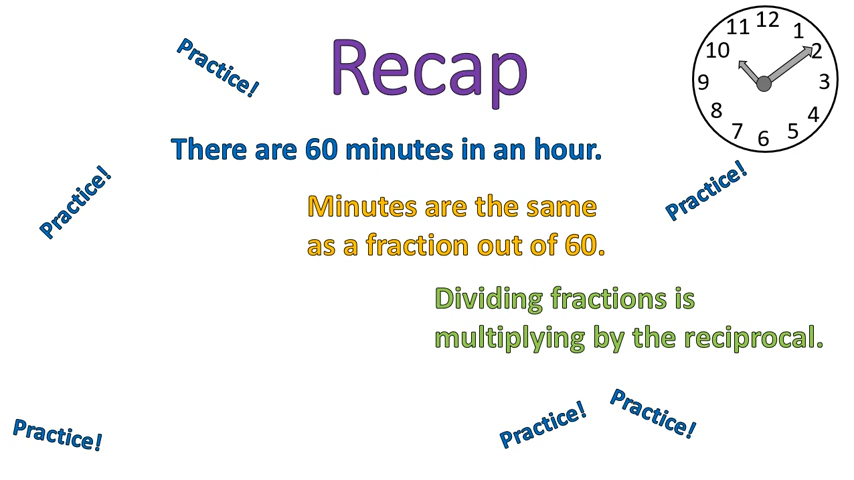 Practice!
Recap
11 12 1
10 2
9 3
8 4
7 6 5
There are 60 minutes in an hour.
Practice!
Practice!
Minutes are the same
as a fraction out of 60.
Dividing fractions is
multiplying by the reciprocal.
Practice!
Practice!
Practice!